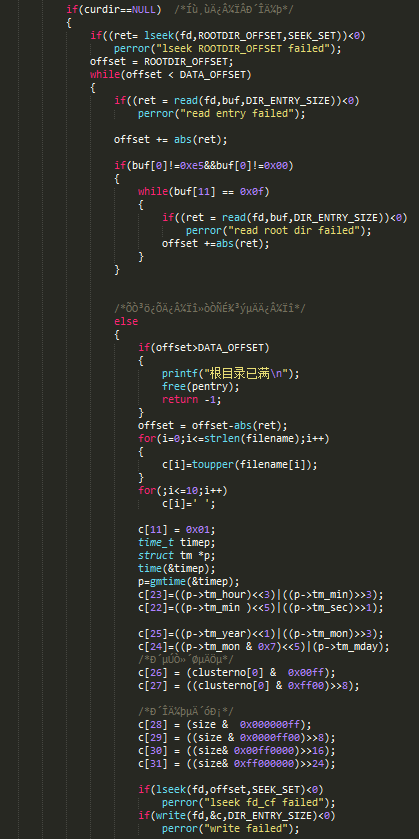 if(curdir==NULL)  /*Íù¸ùÄ¿Â¼ÏÂÐ´ÎÄ¼þ*/
{
if((ret= lseek(fd,ROOTDIR_OFFSET,SEEK_SET))<0)
perror("lseek ROOTDIR_OFFSET failed");
offset = ROOTDIR_OFFSET;
while(offset < DATA_OFFSET)
{
if((ret = read(fd,buf,DIR_ENTRY_SIZE))<0)
perror("read entry failed");
offset += abs(ret);
if(buf[0]!=0xe5&&buf[0]!=0x00)
{
while(buf[11] == 0x0f)
{
if((ret = read(fd,buf,DIR_ENTRY_SIZE))<0)
perror("read root dir failed");
offset +=abs(ret);
}
}
/*ÕÒ³ö¿ÕÄ¿Â¼Ïî»òÒÑÉ¾³ýµÄÄ¿Â¼Ïî*/
else
{
if(offset>DATA_OFFSET)
{
printf("根目录已满\n");
free(pentry);
return -1;
}
offset = offset-abs(ret);
for(i=0;i<=strlen(filename);i++)
{
c[i]=toupper(filename[i]);
}
for(;i<=10;i++)
c[i]=' ';
c[11] = 0x01;
time_t timep;
struct tm *p;
time(&timep);
p=gmtime(&timep);
c[23]=((p->tm_hour)<<3)|((p->tm_min)>>3);
c[22]=((p->tm_min )<<5)|((p->tm_sec)>>1);
c[25]=((p->tm_year)<<1)|((p->tm_mon)>>3);
c[24]=((p->tm_mon & 0x7)<<5)|(p->tm_mday);
/*Ð´µÚÒ»´ØµÄÖµ*/
c[26] = (clusterno[0] &  0x00ff);
c[27] = ((clusterno[0] & 0xff00)>>8);
/*Ð´ÎÄ¼þµÄ´óÐ¡*/
c[28] = (size &  0x000000ff);
c[29] = ((size & 0x0000ff00)>>8);
c[30] = ((size& 0x00ff0000)>>16);
c[31] = ((size& 0xff000000)>>24);
if(lseek(fd,offset,SEEK_SET)<0)
perror("lseek fd_cf failed");
if(write(fd,&c,DIR_ENTRY_SIZE)<0)
perror("write failed");